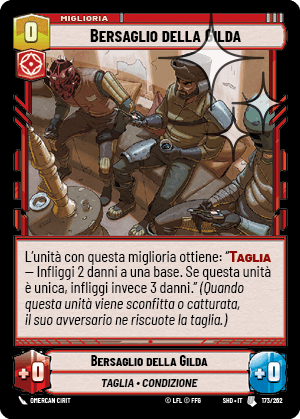 MIGLIORIA
0
BERSAGLIO DELLA GILDA
L'unità con questa miglioria ottiene: "TAGLIA
— Infliggi 2 danni a una base. Se questa unità
è unica, infliggi invece 3 danni." (Quando
questa unità viene sconfitta o catturata,
il suo avversario ne riscuote la taglia.)
+0
BERSAGLIO DELLA GILDA
TAGLIA • CONDIZIONE
+0
OMERCAN CIRIT
© LFL © FFG
SHD • IT
173/262